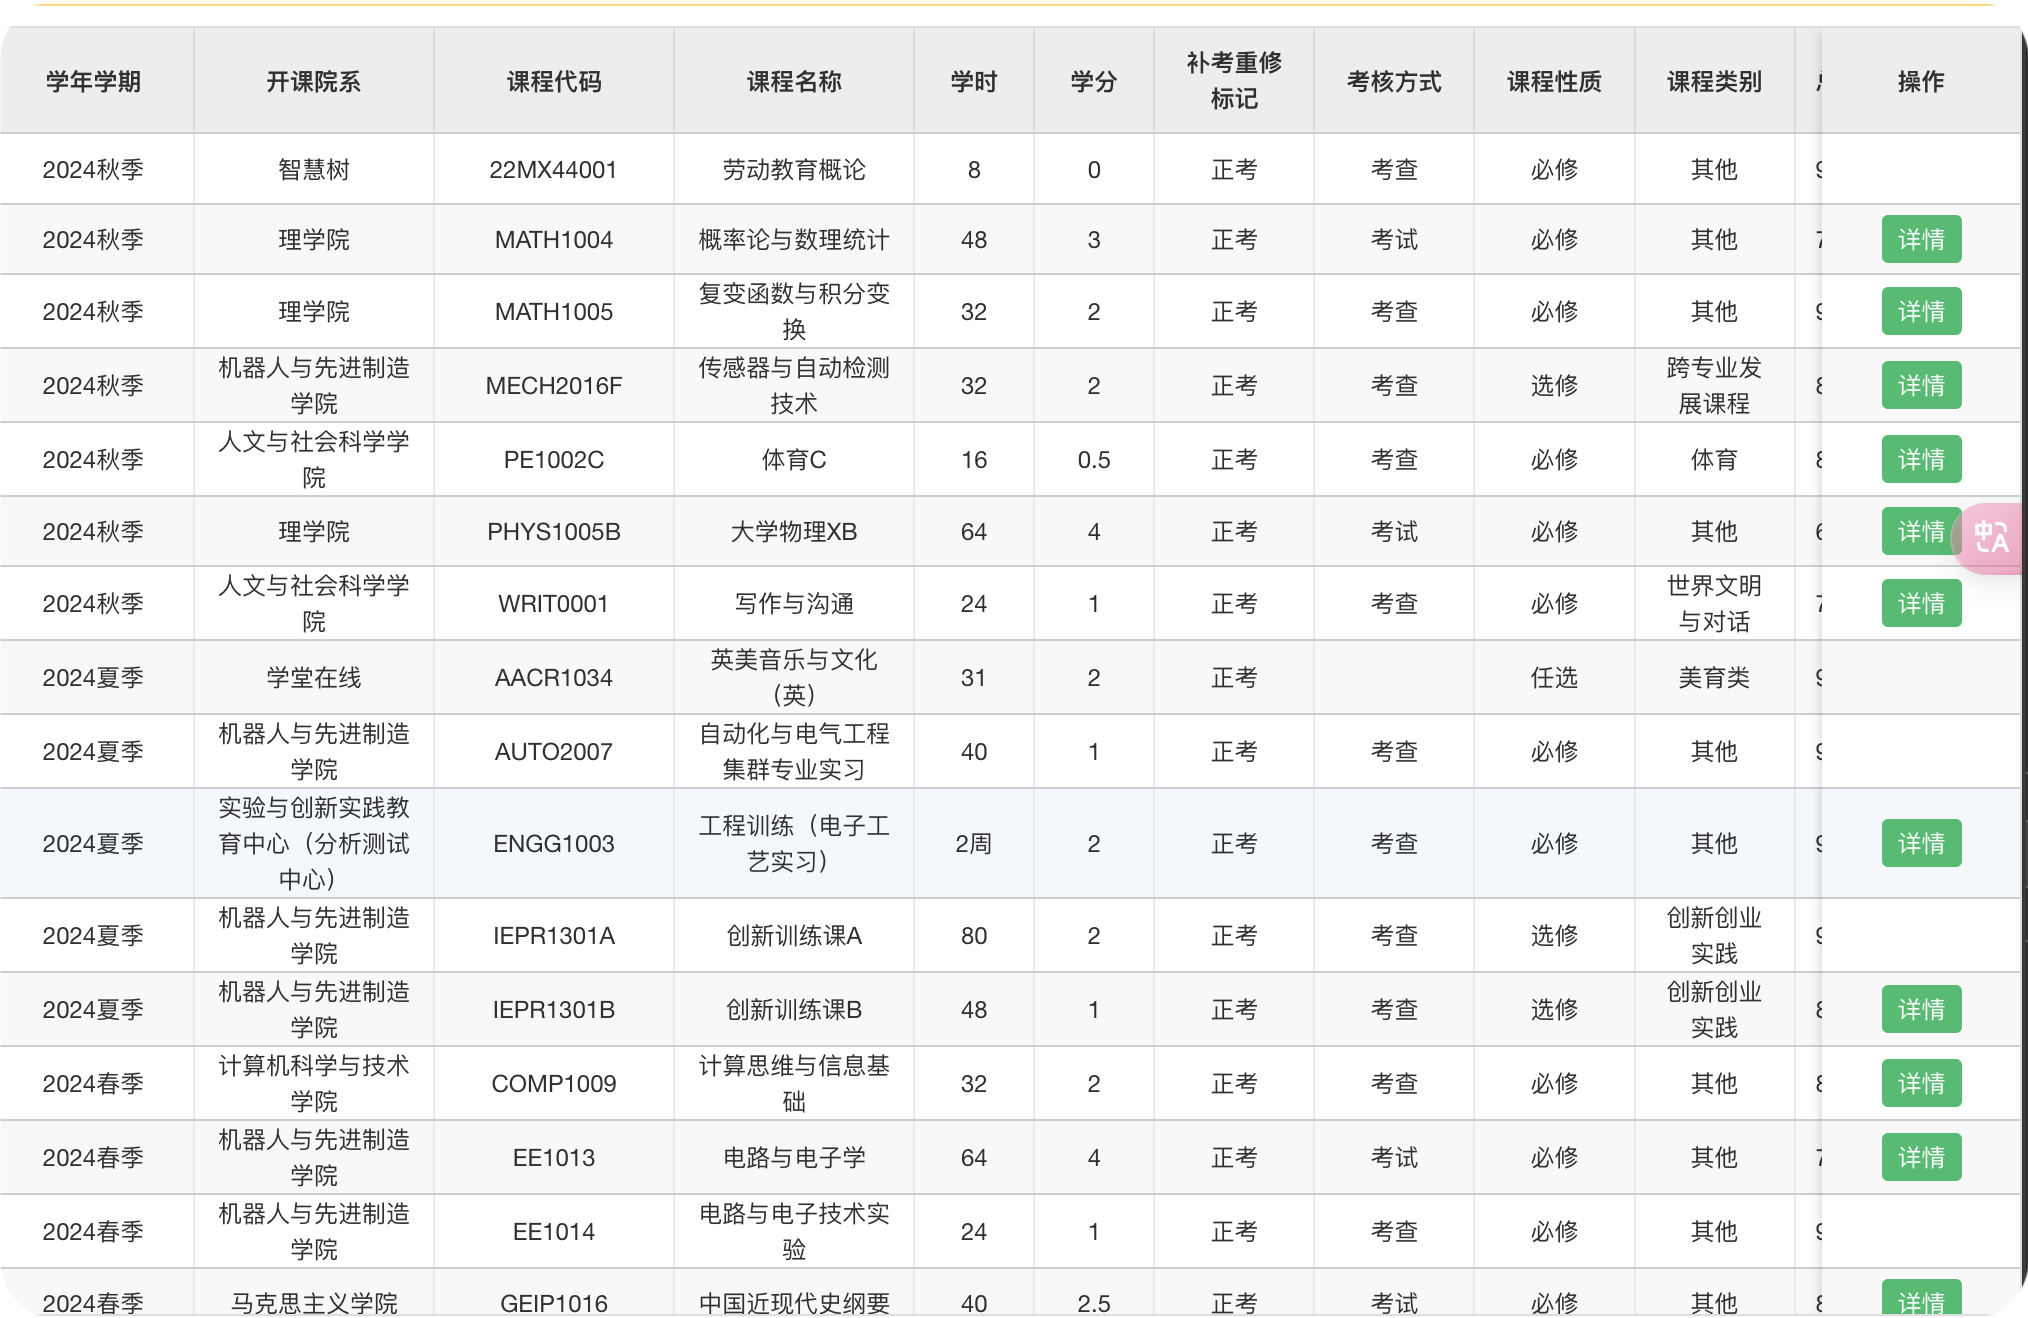 学年学期 开课院系 课程代码 课程名称 学时 学分 补考重修标记 考核方式 课程性质 课程类别 操作
2024秋季 智慧树 22MX44001 劳动教育概论 8 0 正考 考查 必修 其他
2024秋季 理学院 MATH1004 概率论与数理统计 48 3 正考 考试 必修 其他 详情
2024秋季 理学院 MATH1005 复变函数与积分变换 32 2 正考 考查 必修 其他 详情
2024秋季 机器人与先进制造学院 MECH2016F 传感器与自动检测技术 32 2 正考 考查 选修 跨专业发展课程 详情
2024秋季 人文与社会科学学院 PE1002C 体育C 16 0.5 正考 考查 必修 体育 详情
2024秋季 理学院 PHYS1005B 大学物理XB 64 4 正考 考试 必修 其他 详情 中A
2024秋季 人文与社会科学学院 WRIT0001 写作与沟通 24 1 正考 考查 必修 世界文明与对话 详情
2024夏季 学堂在线 AACR1034 英美音乐与文化（英） 31 2 正考 任选 美育类
2024夏季 机器人与先进制造学院 AUTO2007 自动化与电气工程集群专业实习 40 1 正考 考查 必修 其他
2024夏季 实验与创新实践教育中心（分析测试中心） ENGG1003 工程训练（电子工艺实习） 2周 2 正考 考查 必修 其他 详情
2024夏季 机器人与先进制造学院 IEPR1301A 创新训练课A 80 2 正考 考查 选修 创新创业实践
2024夏季 机器人与先进制造学院 IEPR1301B 创新训练课B 48 1 正考 考查 选修 创新创业实践 详情
2024春季 计算机科学与技术学院 COMP1009 计算思维与信息基础 32 2 正考 考查 必修 其他 详情
2024春季 机器人与先进制造学院 EE1013 电路与电子学 64 4 正考 考试 必修 其他 详情
2024春季 机器人与先进制造学院 EE1014 电路与电子技术实验 24 1 正考 考查 必修 其他
2024春季 马克思主义学院 GEIP1016 中国近现代史纲要 40 2.5 正考 考试 必修 其他 详情